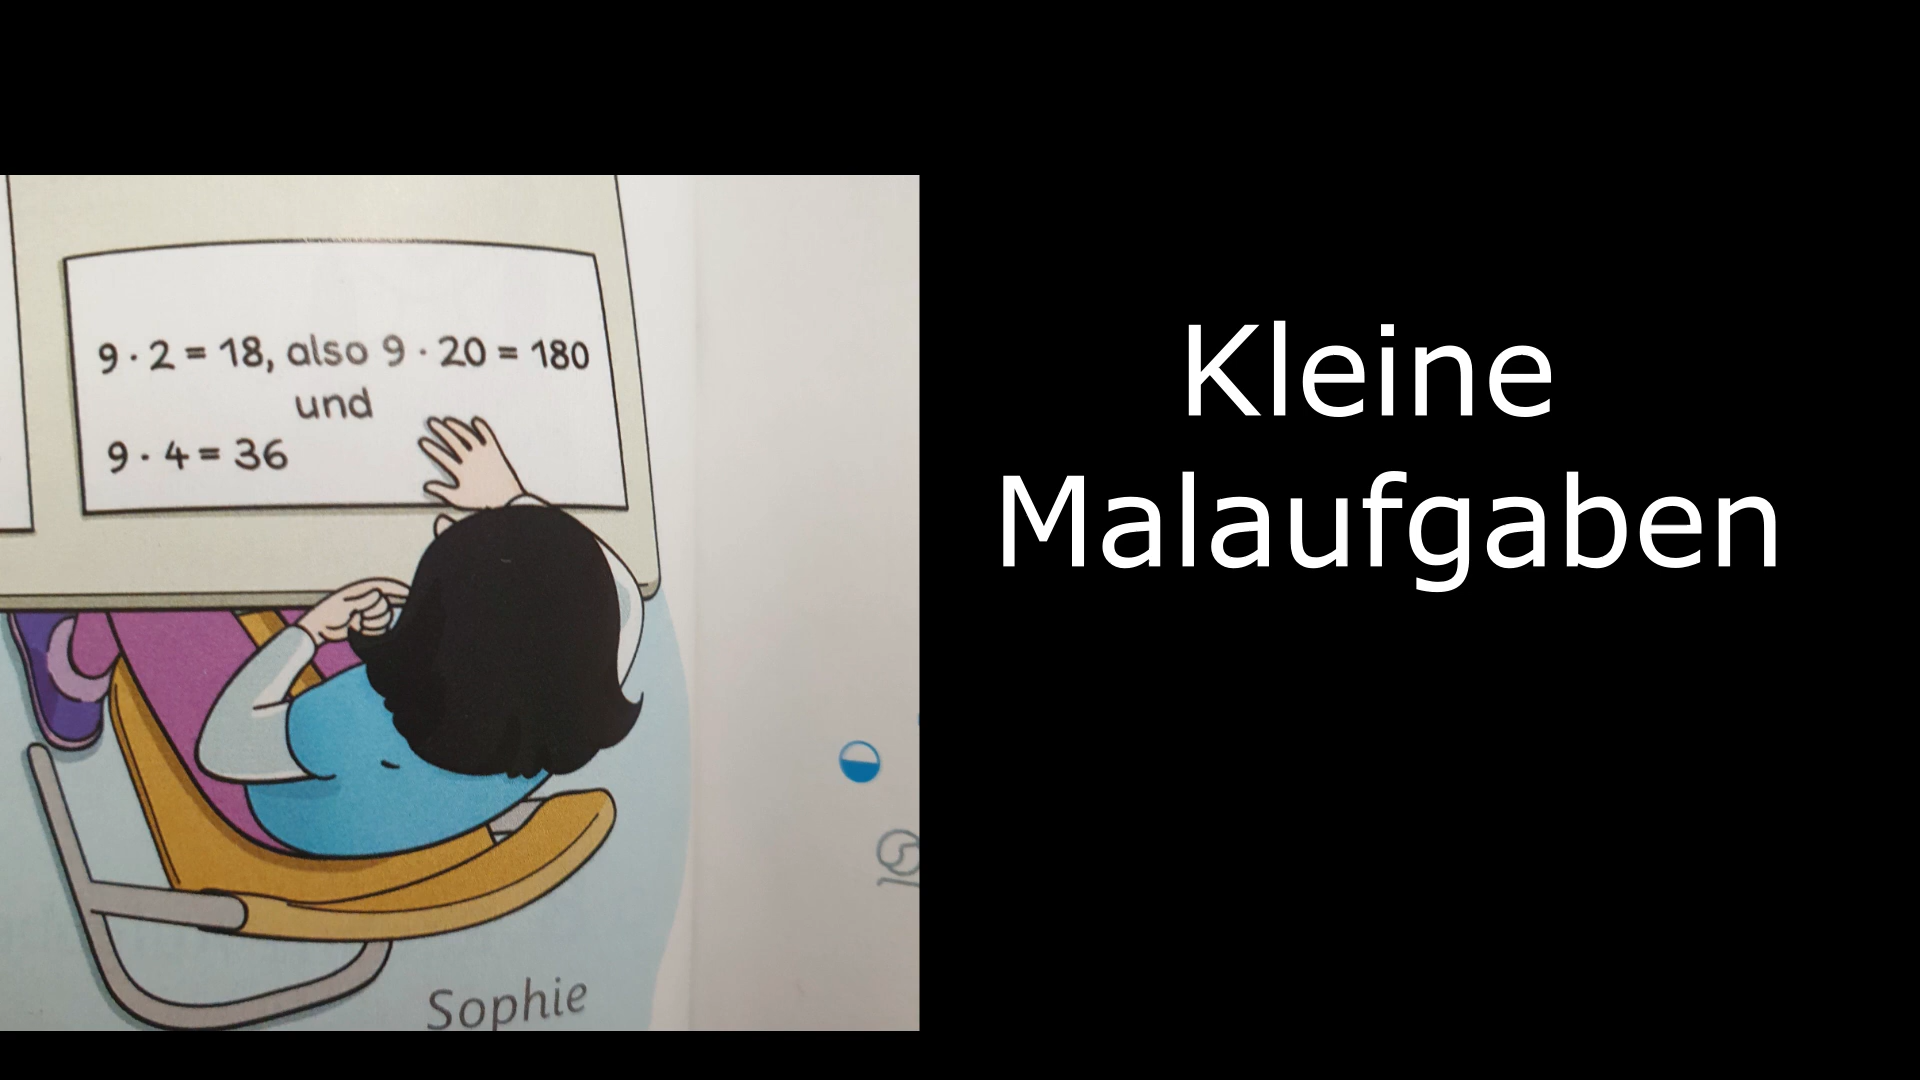 9 · 2 = 18, also 9 · 20 = 180
und
9 · 4 = 36
Sophie
Kleine
Malaufgaben